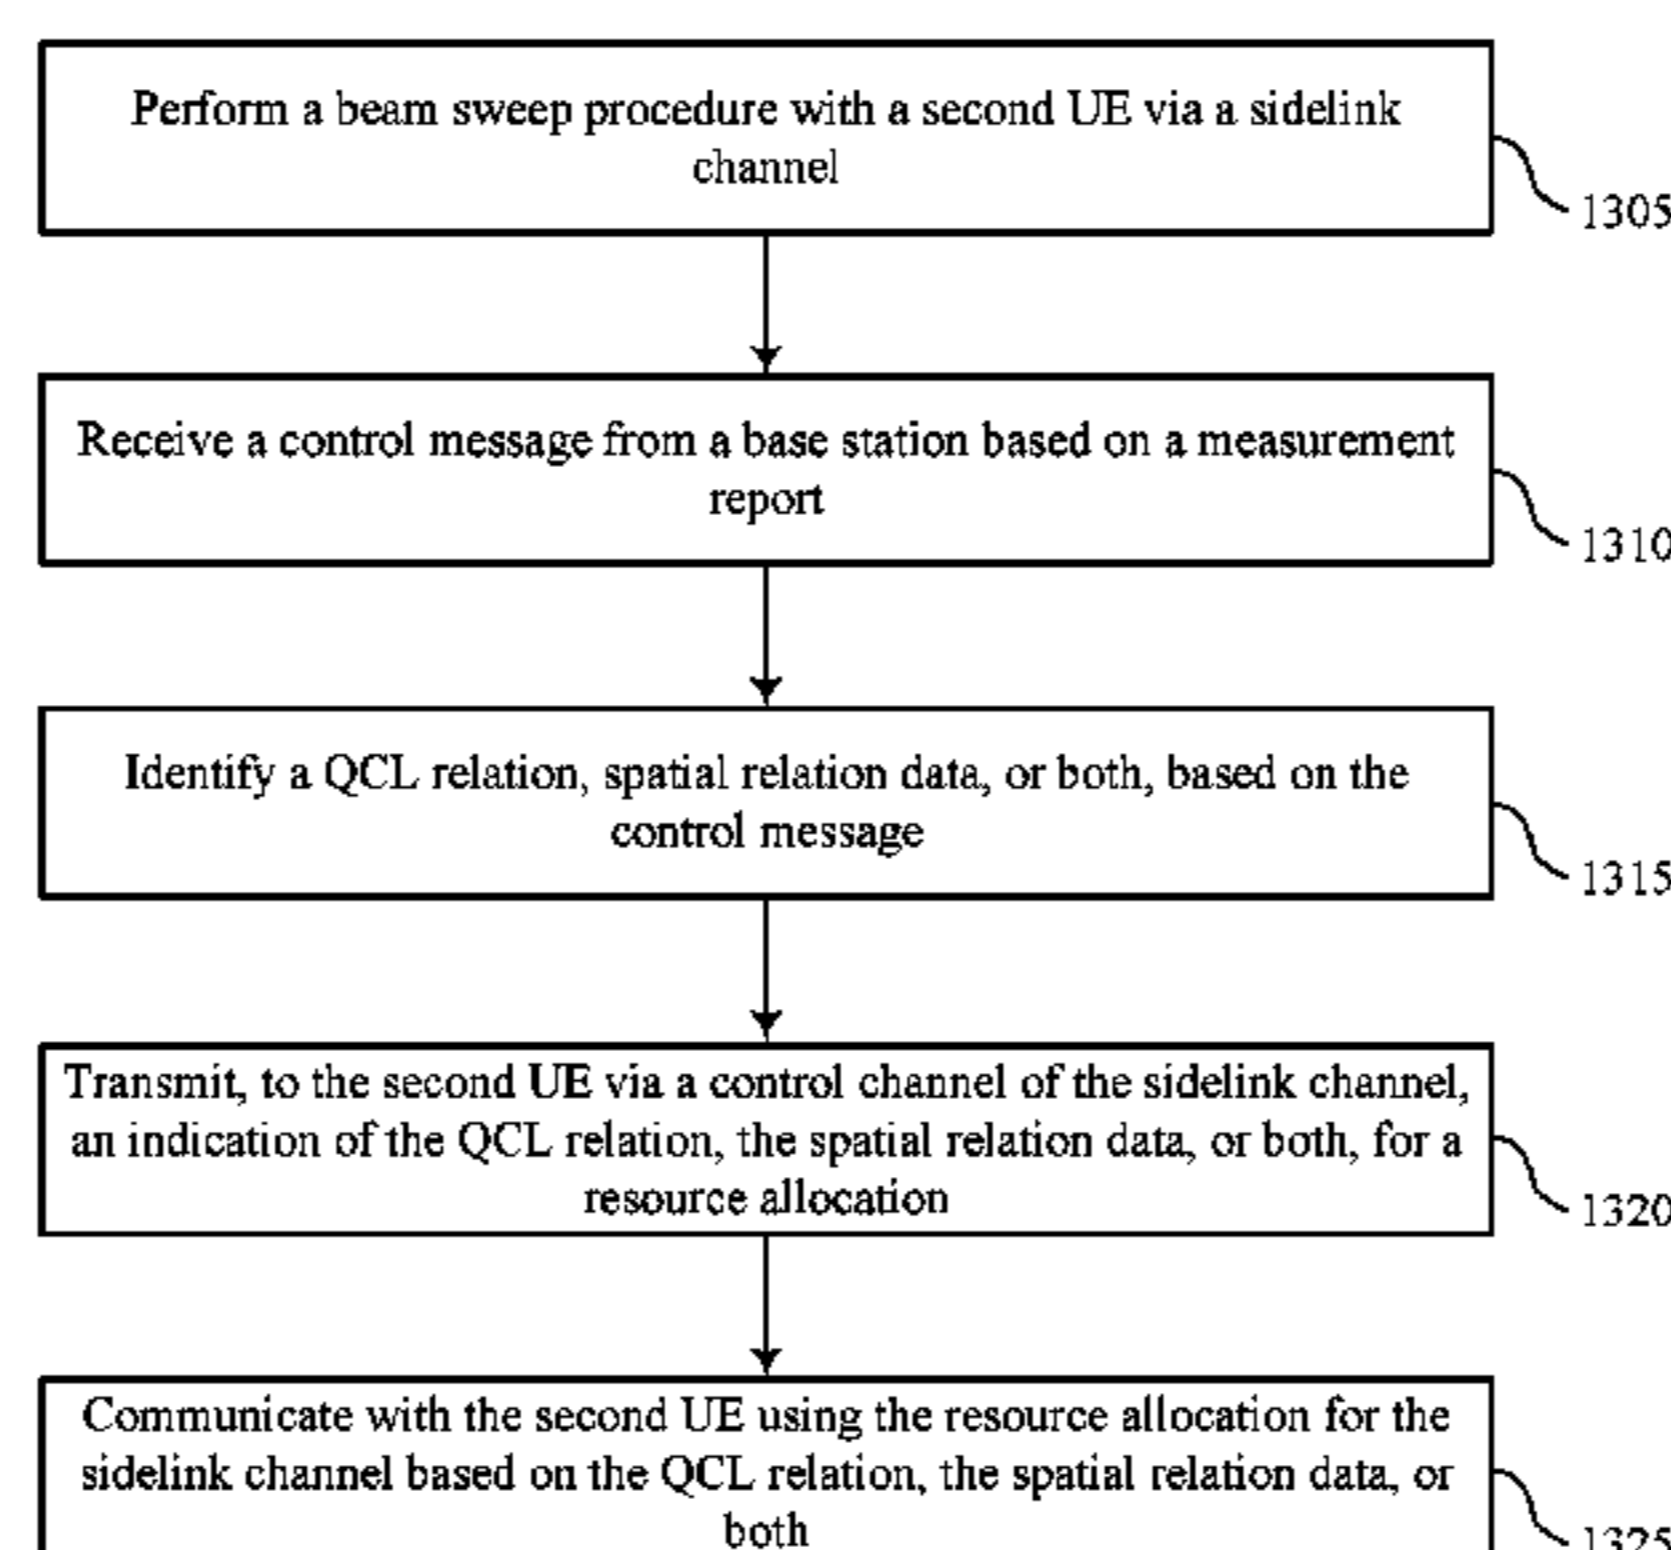 Perform a beam sweep procedure with a second UE via a sidelink
channel
1305
Receive a control message from a base station based on a measurement
report
1310
Identify a QCL relation, spatial relation data, or both, based on the
control message
1315
Transmit, to the second UE via a control channel of the sidelink channel,
an indication of the QCL relation, the spatial relation data, or both, for a
resource allocation
1320
Communicate with the second UE using the resource allocation for the
sidelink channel based on the QCL relation, the spatial relation data, or
both
1325